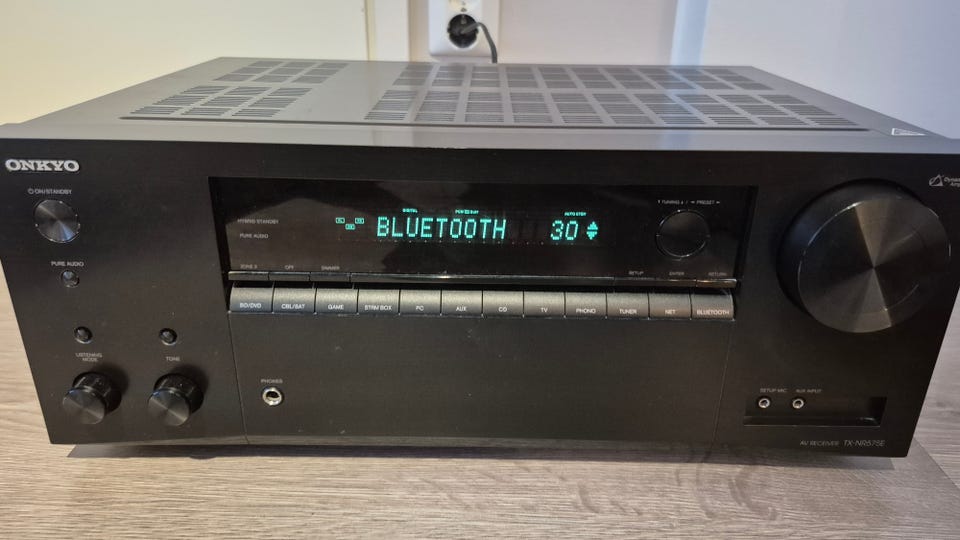 ONKYO
ON/STANDBY
PURE AUDIO
LISTENING
MODE
TONE
HYBRID STANDBY
PURE AUDIO
DIGITAL
AUTO STBY
BLUETOOTH 30
TUNING
PRESET
ZONE 2
OFF
DIMMER
SETUP
ENTER
RETURN
BD/DVD
CBL/SAT
GAME
STRM BOX
PC
AUX
CD
TV
PHONO
TUNER
NET
BLUETOOTH
PHONES
SETUP MIC
AUX INPUT
AV RECEIVER TX-NR575E